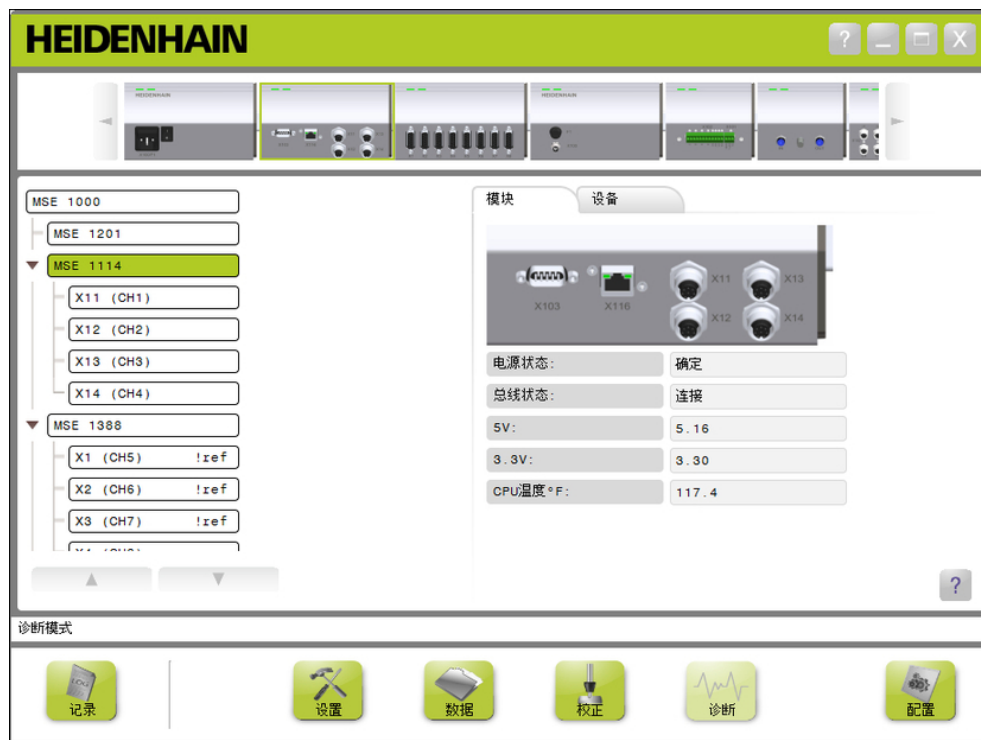 HEIDENHAIN
?
X
HEIDENHAIN
HEIDENHAIN
MSE 1000
MSE 1201
MSE 1114
X11 (CH1)
X12 (CH2)
X13 (CH3)
X14 (CH4)
MSE 1388
X1 (CH5) !ref
X2 (CH6) !ref
X3 (CH7) !ref
模块 设备
X103 X116 X11 X13
X12 X14
电源状态: 确定
总线状态: 连接
5V: 5.16
3.3V: 3.30
CPU温度°F: 117.4
?
诊断模式
LOG
记录 设置 数据 校正 诊断 配置